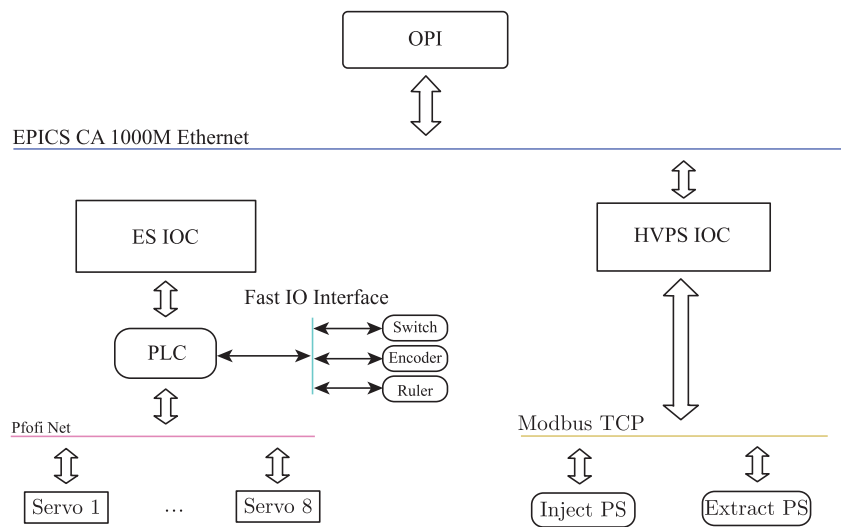 OPI
EPICS CA 1000M Ethernet
ES IOC
HVPS IOC
Fast IO Interface
PLC
Switch
Encoder
Ruler
Pfofi Net
Modbus TCP
Servo 1
...
Servo 8
Inject PS
Extract PS